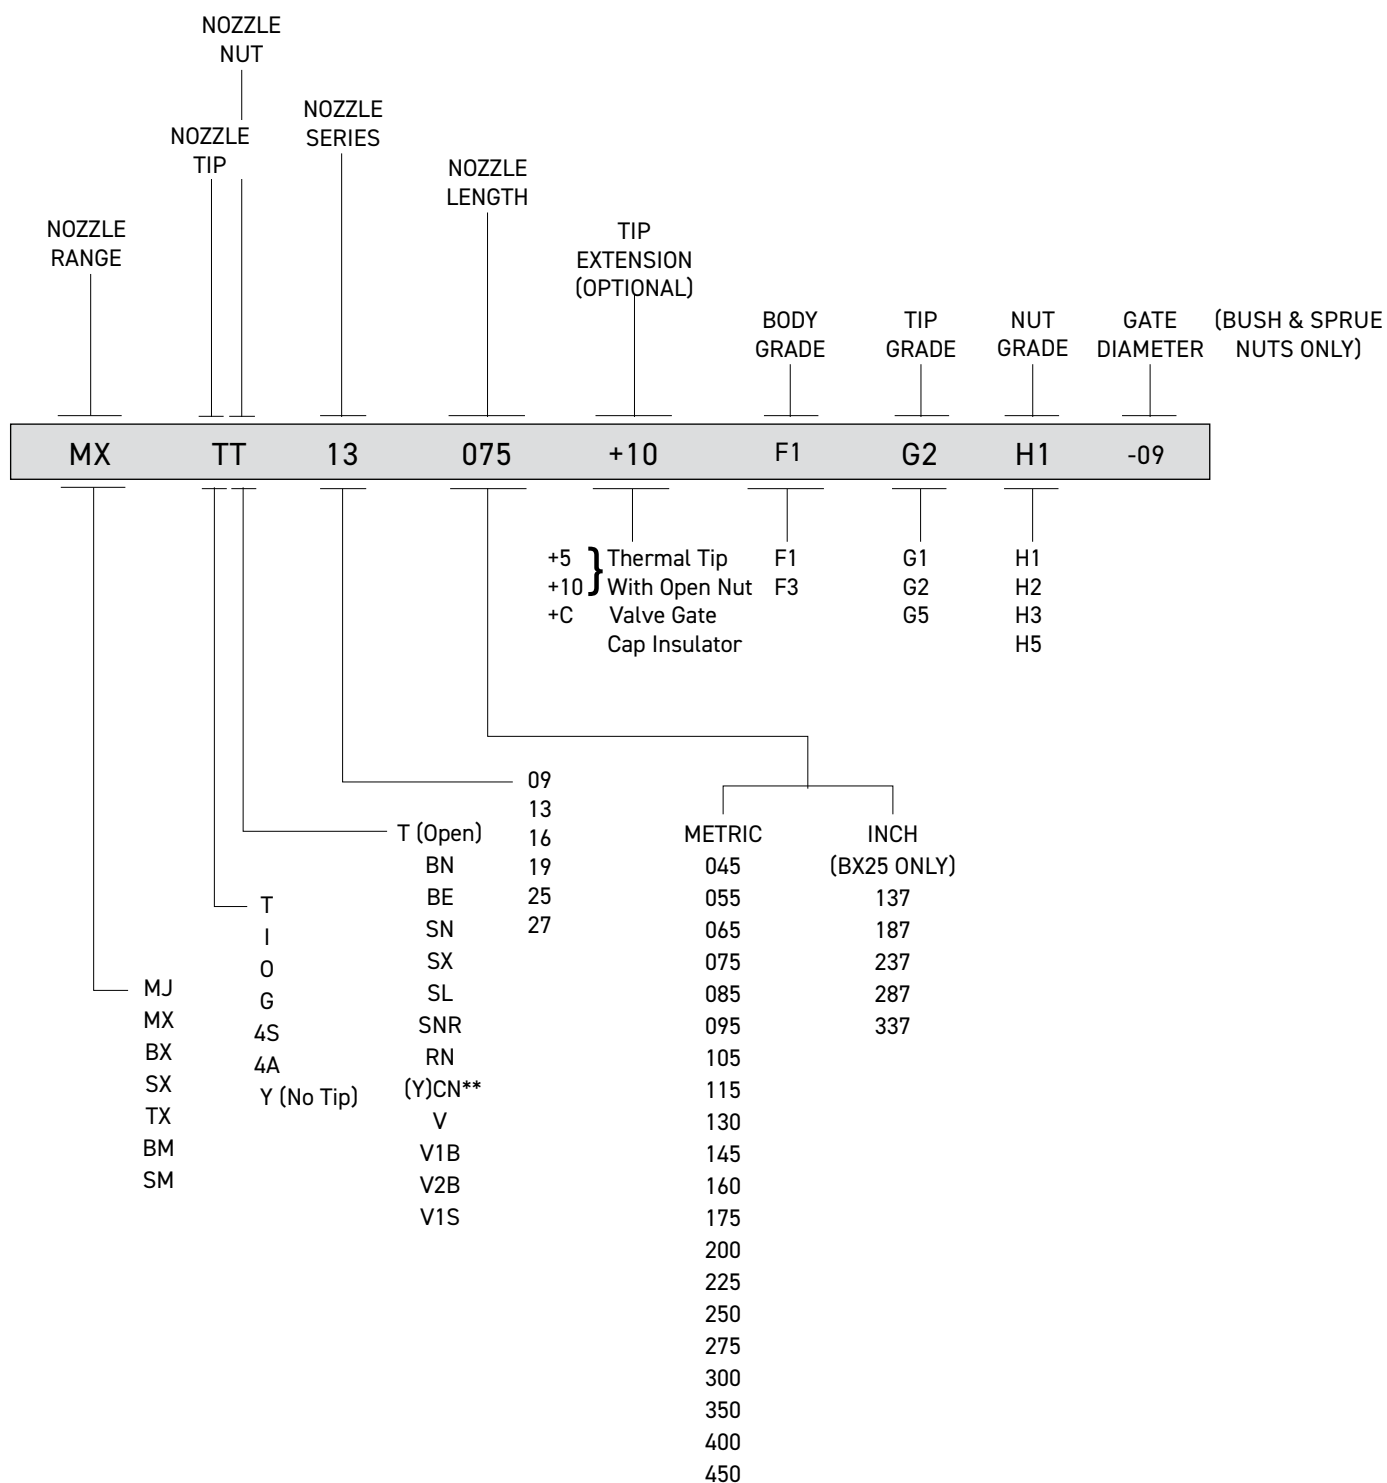 NOZZLE
NUT
NOZZLE
TIP
NOZZLE
SERIES
NOZZLE
LENGTH
NOZZLE
RANGE
TIP
EXTENSION
(OPTIONAL)
BODY
GRADE
TIP
GRADE
NUT
GRADE
GATE
DIAMETER
(BUSH & SPRUE
NUTS ONLY)
MX TT 13 075 +10 F1 G2 H1 -09
+5 } Thermal Tip
+10 With Open Nut
+C Valve Gate
Cap Insulator
F1
F3
G1
G2
G5
H1
H2
H3
H5
09
13
16
19
25
27
T (Open)
BN
BE
SN
SX
SL
SNR
RN
(Y)CN**
V
V1B
V2B
V1S
T
I
O
G
4S
4A
Y (No Tip)
MJ
MX
BX
SX
TX
BM
SM
METRIC
045
055
065
075
085
095
105
115
130
145
160
175
200
225
250
275
300
350
400
450
INCH
(BX25 ONLY)
137
187
237
287
337